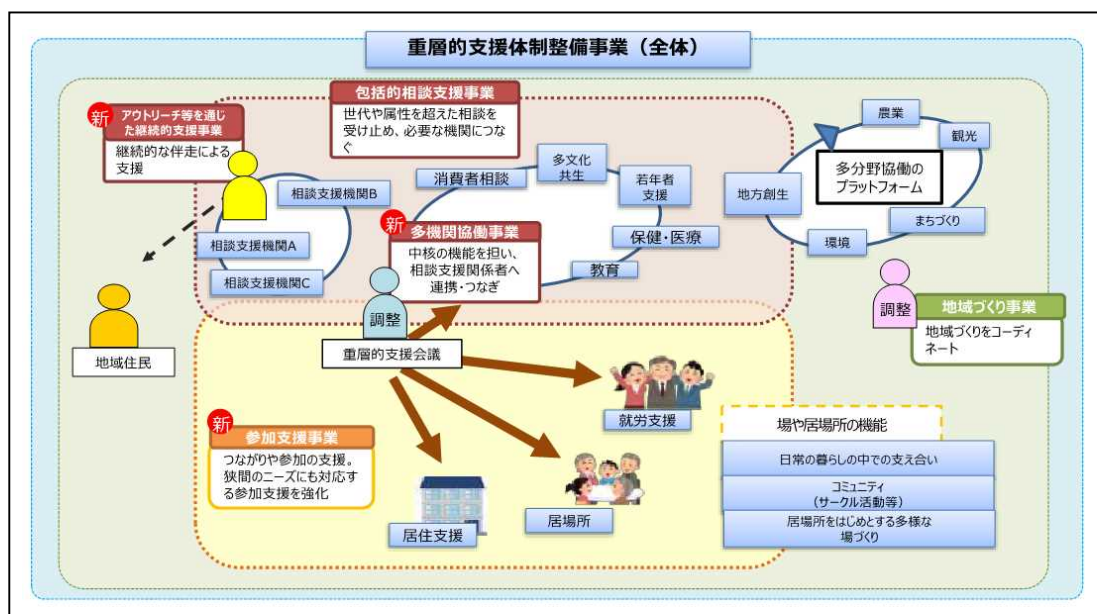 重層的支援体制整備事業（全体）
新
アウトリーチ等を通じ
た継続的支援事業
継続的な伴走による
支援
包括的相談支援事業
世代や属性を超えた相談を
受け止め、必要な機関につな
ぐ
相談支援機関B
相談支援機関A
相談支援機関C
消費者相談
多文化
共生
若年者
支援
保健・医療
教育
新
多機関協働事業
中核の機能を担い、
相談支援関係者へ
連携・つなぎ
農業
観光
多分野協働の
プラットフォーム
地方創生
まちづくり
環境
調整
地域づくり事業
地域づくりをコーディ
ネート
地域住民
調整
重層的支援会議
就労支援
新
参加支援事業
つながりや参加の支援。
狭間のニーズにも対応す
る参加支援を強化
居住支援
居場所
場や居場所の機能
日常の暮らしの中での支え合い
コミュニティ
（サークル活動等）
居場所をはじめとする多様な
場づくり